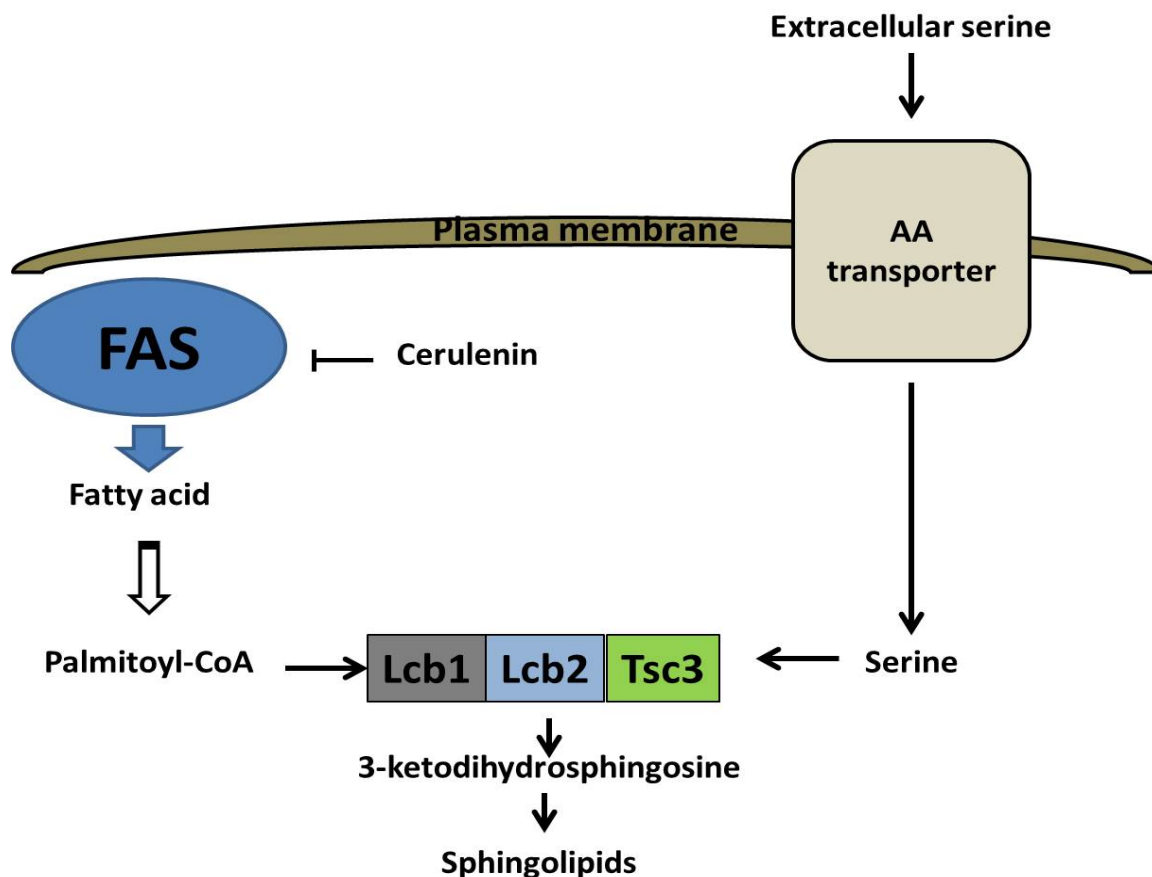 Extracellular serine
Plasma membrane
AA
transporter
FAS
Cerulenin
Fatty acid
Palmitoyl-CoA
Lcb1
Lcb2
Tsc3
Serine
3-ketodihydrosphingosine
Sphingolipids